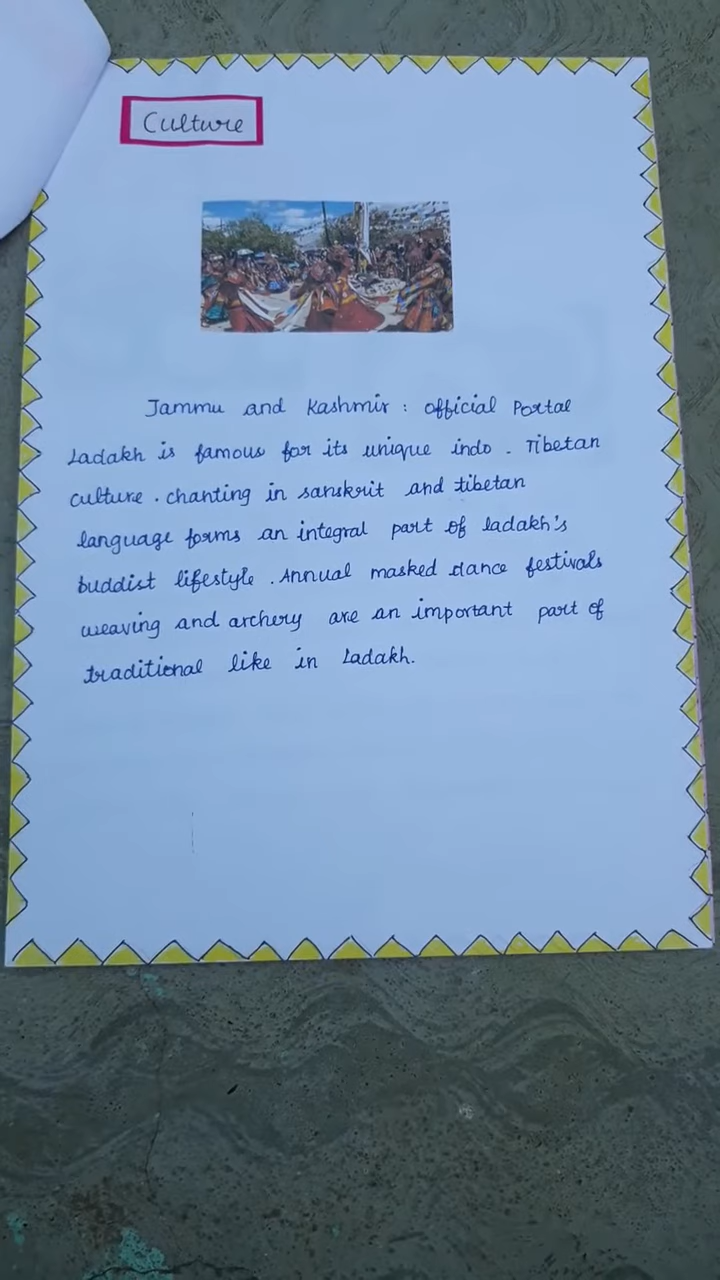 Culture
Jammu and Kashmir : official Portal
Ladakh is famous for its unique indo - Tibetan
culture . chanting in sanskrit and tibetan
language forms an integral part of ladakh's
buddist lifestyle . Annual masked dance festivals
weaving and archery are an important part of
traditional like in Ladakh.